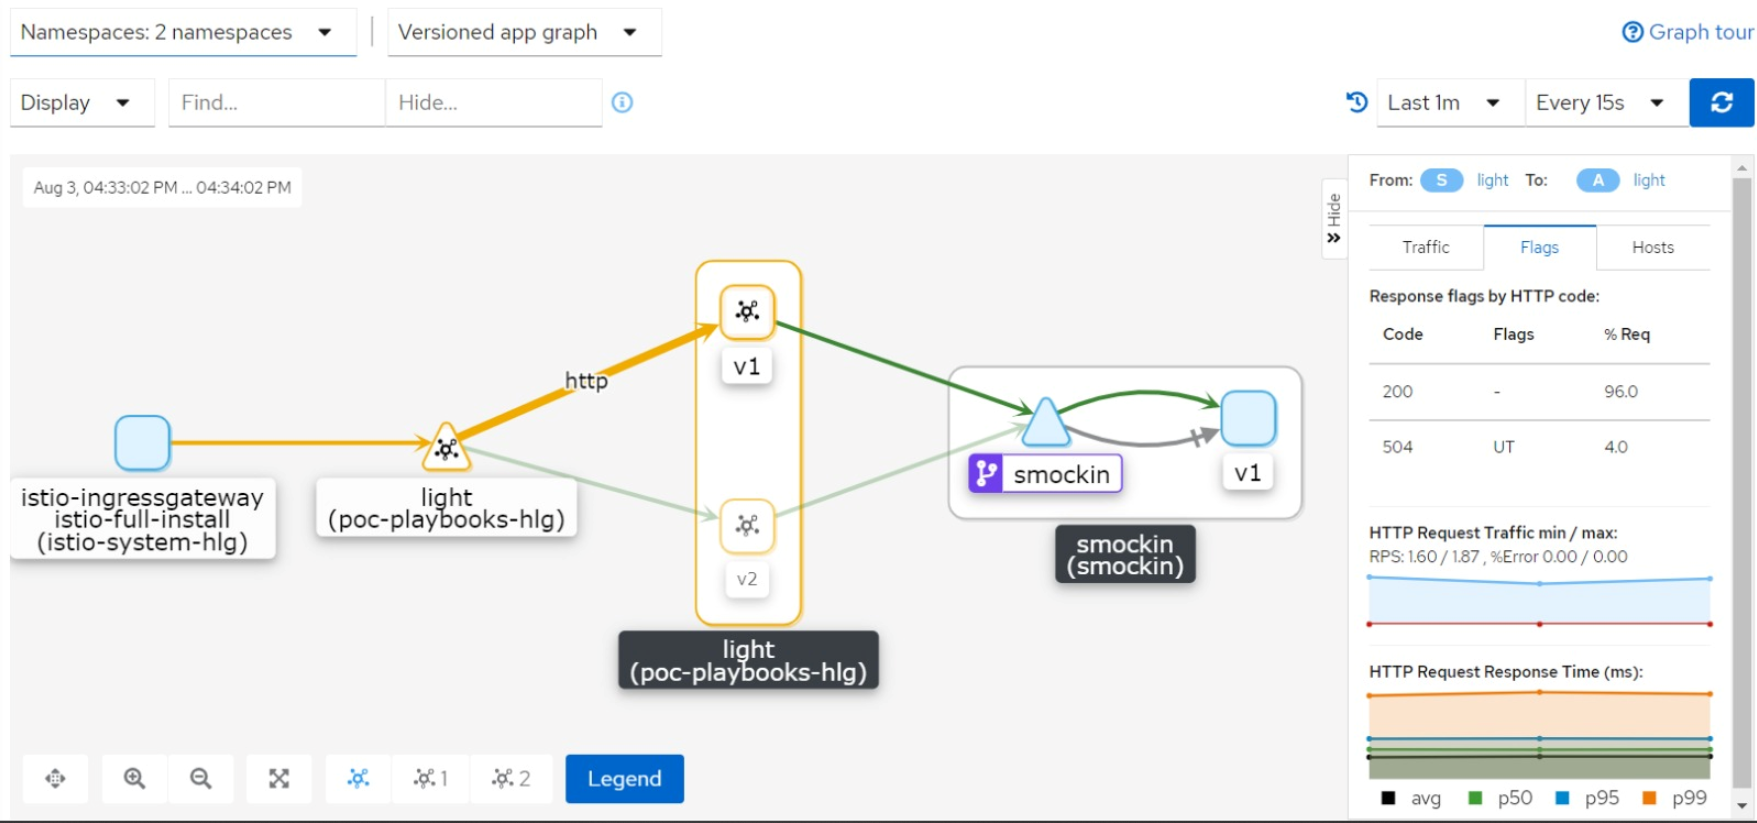 Namespaces: 2 namespaces
Versioned app graph
Graph tour
Display
Find...
Hide...
Last 1m
Every 15s
Aug 3, 04:33:02 PM ... 04:34:02 PM
Hide
From: S light To: A light
Traffic
Flags
Hosts
Response flags by HTTP code:
Code Flags % Req
200 - 96.0
504 UT 4.0
HTTP Request Traffic min / max:
RPS: 1.60 / 1.87 , %Error 0.00 / 0.00
HTTP Request Response Time (ms):
avg p50 p95 p99
http
v1
v2
light
(poc-playbooks-hlg)
istio-ingressgateway
istio-full-install
(istio-system-hlg)
light
(poc-playbooks-hlg)
smockin
v1
smockin
(smockin)
1
2
Legend